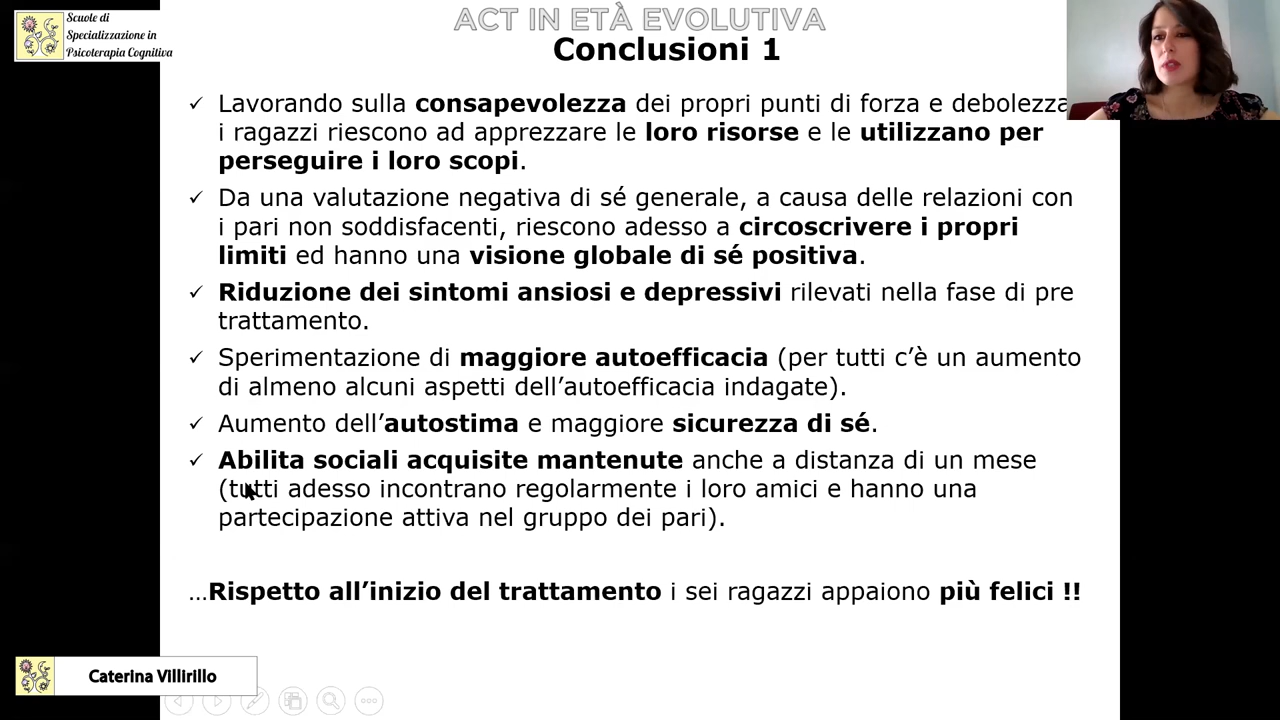 Scuole di
Specializzazione in
Psicoterapia Cognitiva
ACT IN ETÀ EVOLUTIVA
Conclusioni 1
✓ Lavorando sulla consapevolezza dei propri punti di forza e debolezza
i ragazzi riescono ad apprezzare le loro risorse e le utilizzano per
perseguire i loro scopi.
✓ Da una valutazione negativa di sé generale, a causa delle relazioni con
i pari non soddisfacenti, riescono adesso a circoscrivere i propri
limiti ed hanno una visione globale di sé positiva.
✓ Riduzione dei sintomi ansiosi e depressivi rilevati nella fase di pre
trattamento.
✓ Sperimentazione di maggiore autoefficacia (per tutti c’è un aumento
di almeno alcuni aspetti dell’autoefficacia indagate).
✓ Aumento dell’autostima e maggiore sicurezza di sé.
✓ Abilita sociali acquisite mantenute anche a distanza di un mese
(tutti adesso incontrano regolarmente i loro amici e hanno una
partecipazione attiva nel gruppo dei pari).
…Rispetto all’inizio del trattamento i sei ragazzi appaiono più felici !!
Caterina Villirillo